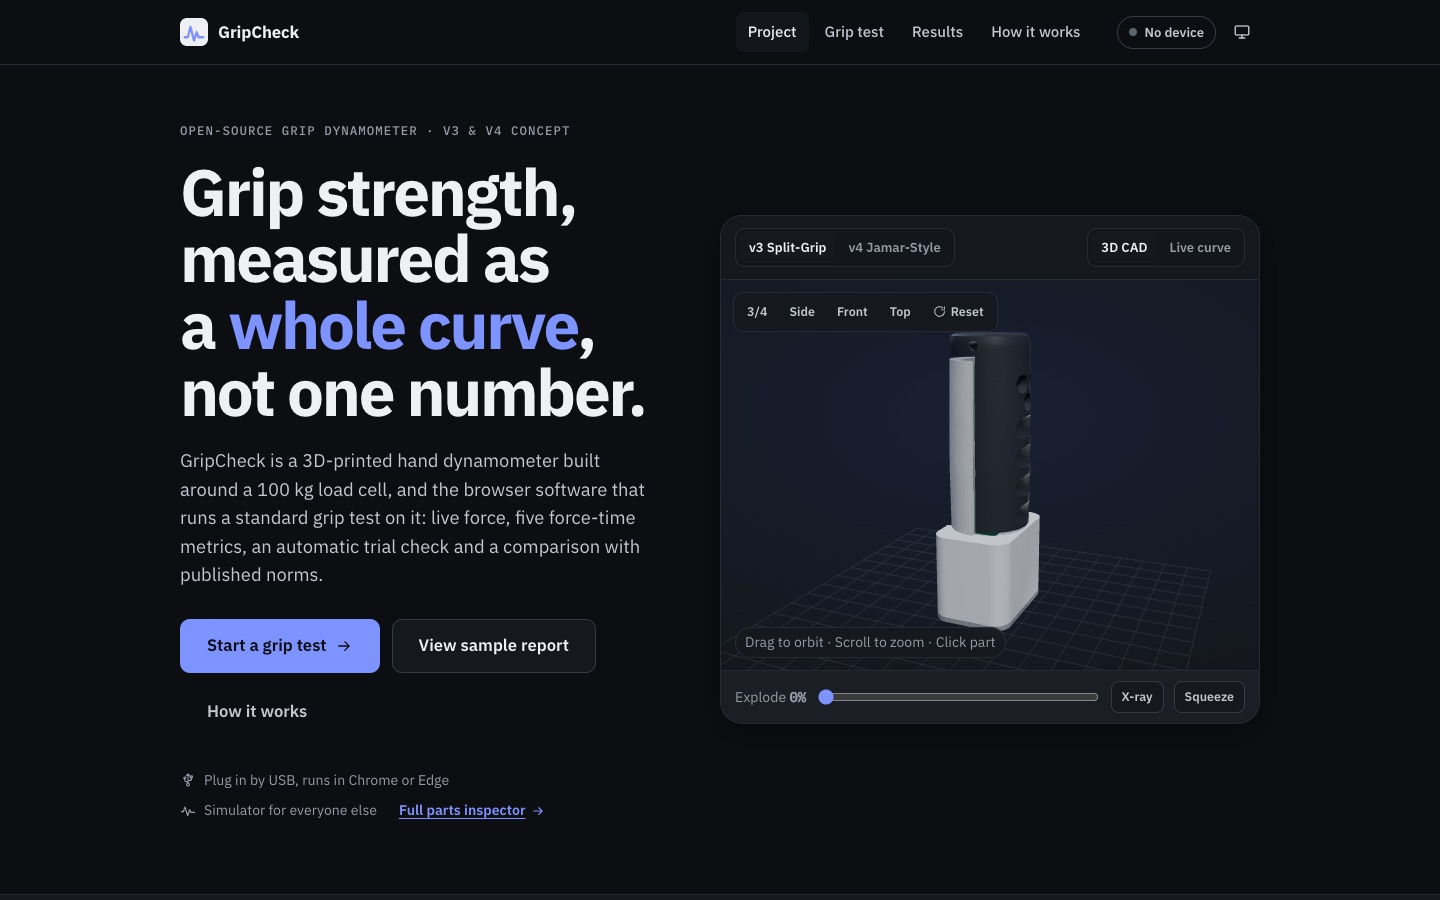 GripCheck
Project
Grip test
Results
How it works
No device
OPEN-SOURCE GRIP DYNAMOMETER · V3 & V4 CONCEPT
Grip strength,
measured as
a whole curve,
not one number.
GripCheck is a 3D-printed hand dynamometer built
around a 100 kg load cell, and the browser software that
runs a standard grip test on it: live force, five force-time
metrics, an automatic trial check and a comparison with
published norms.
Start a grip test →
View sample report
How it works
Plug in by USB, runs in Chrome or Edge
Simulator for everyone else
Full parts inspector →
v3 Split-Grip
v4 Jamar-Style
3D CAD
Live curve
3/4
Side
Front
Top
Reset
Drag to orbit · Scroll to zoom · Click part
Explode 0%
X-ray
Squeeze